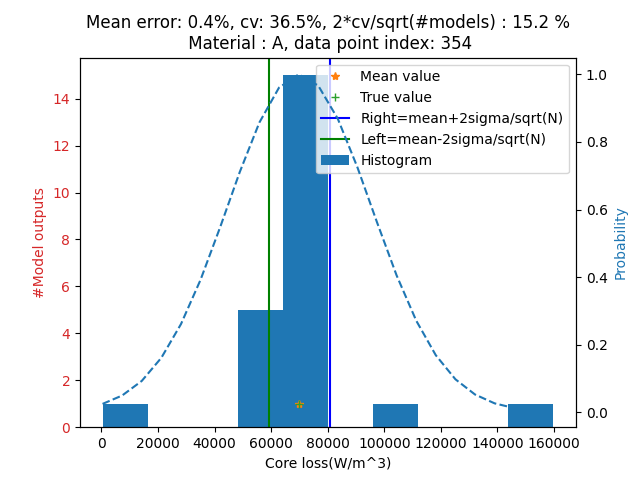 Mean error: 0.4%, cv: 36.5%, 2*cv/sqrt(#models) : 15.2 %
Material : A, data point index: 354
Mean value
True value
Right=mean+2sigma/sqrt(N)
Left=mean-2sigma/sqrt(N)
Histogram
#Model outputs
14
12
10
8
6
4
2
0
1.0
0.8
0.6
0.4
0.2
0.0
Probability
0 20000 40000 60000 80000 100000 120000 140000 160000
Core loss(W/m^3)